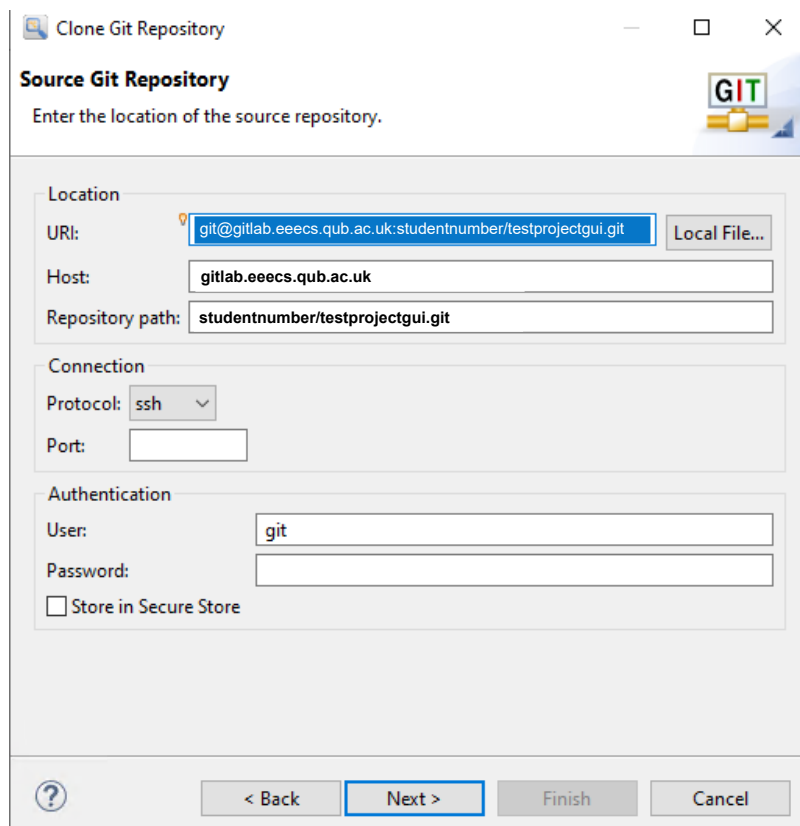 Clone Git Repository
Source Git Repository
Enter the location of the source repository.
GIT
Location
URI: git@gitlab.eeecs.qub.ac.uk:studentnumber/testprojectgui.git Local File...
Host: gitlab.eeecs.qub.ac.uk
Repository path: studentnumber/testprojectgui.git
Connection
Protocol: ssh
Port:
Authentication
User: git
Password:
Store in Secure Store
? < Back Next > Finish Cancel